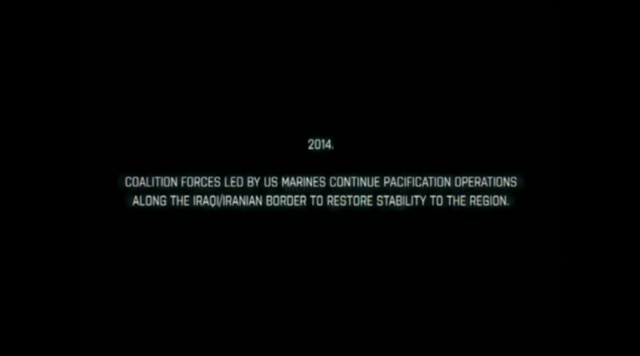 2014.
COALITION FORCES LED BY US MARINES CONTINUE PACIFICATION OPERATIONS
ALONG THE IRAQI/IRANIAN BORDER TO RESTORE STABILITY TO THE REGION.